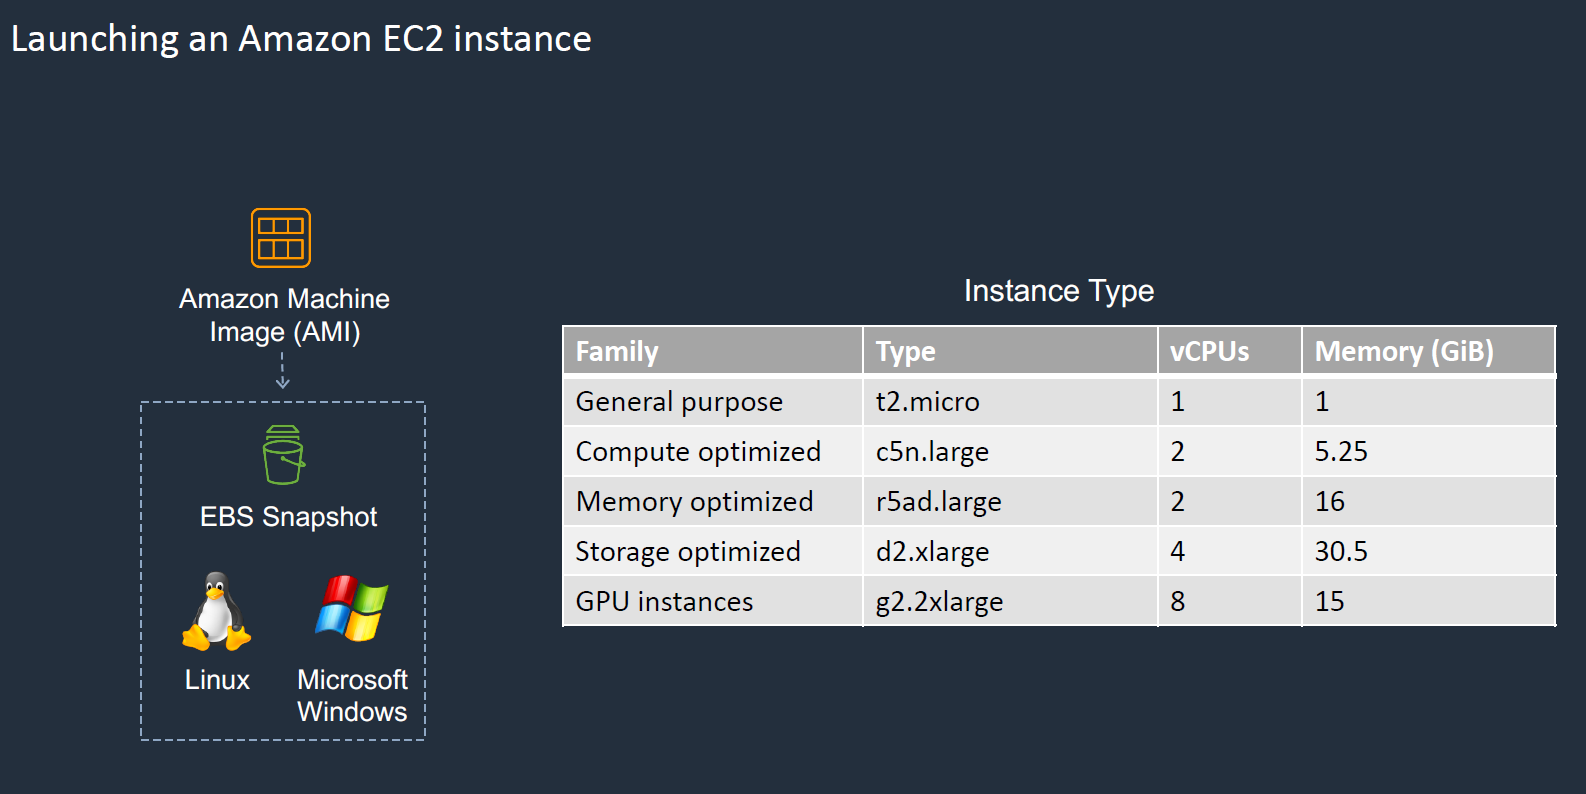 Launching an Amazon EC2 instance
Amazon Machine
Image (AMI)
EBS Snapshot
Linux
Microsoft
Windows
Instance Type
Family Type vCPUs Memory (GiB)
General purpose t2.micro 1 1
Compute optimized c5n.large 2 5.25
Memory optimized r5ad.large 2 16
Storage optimized d2.xlarge 4 30.5
GPU instances g2.2xlarge 8 15